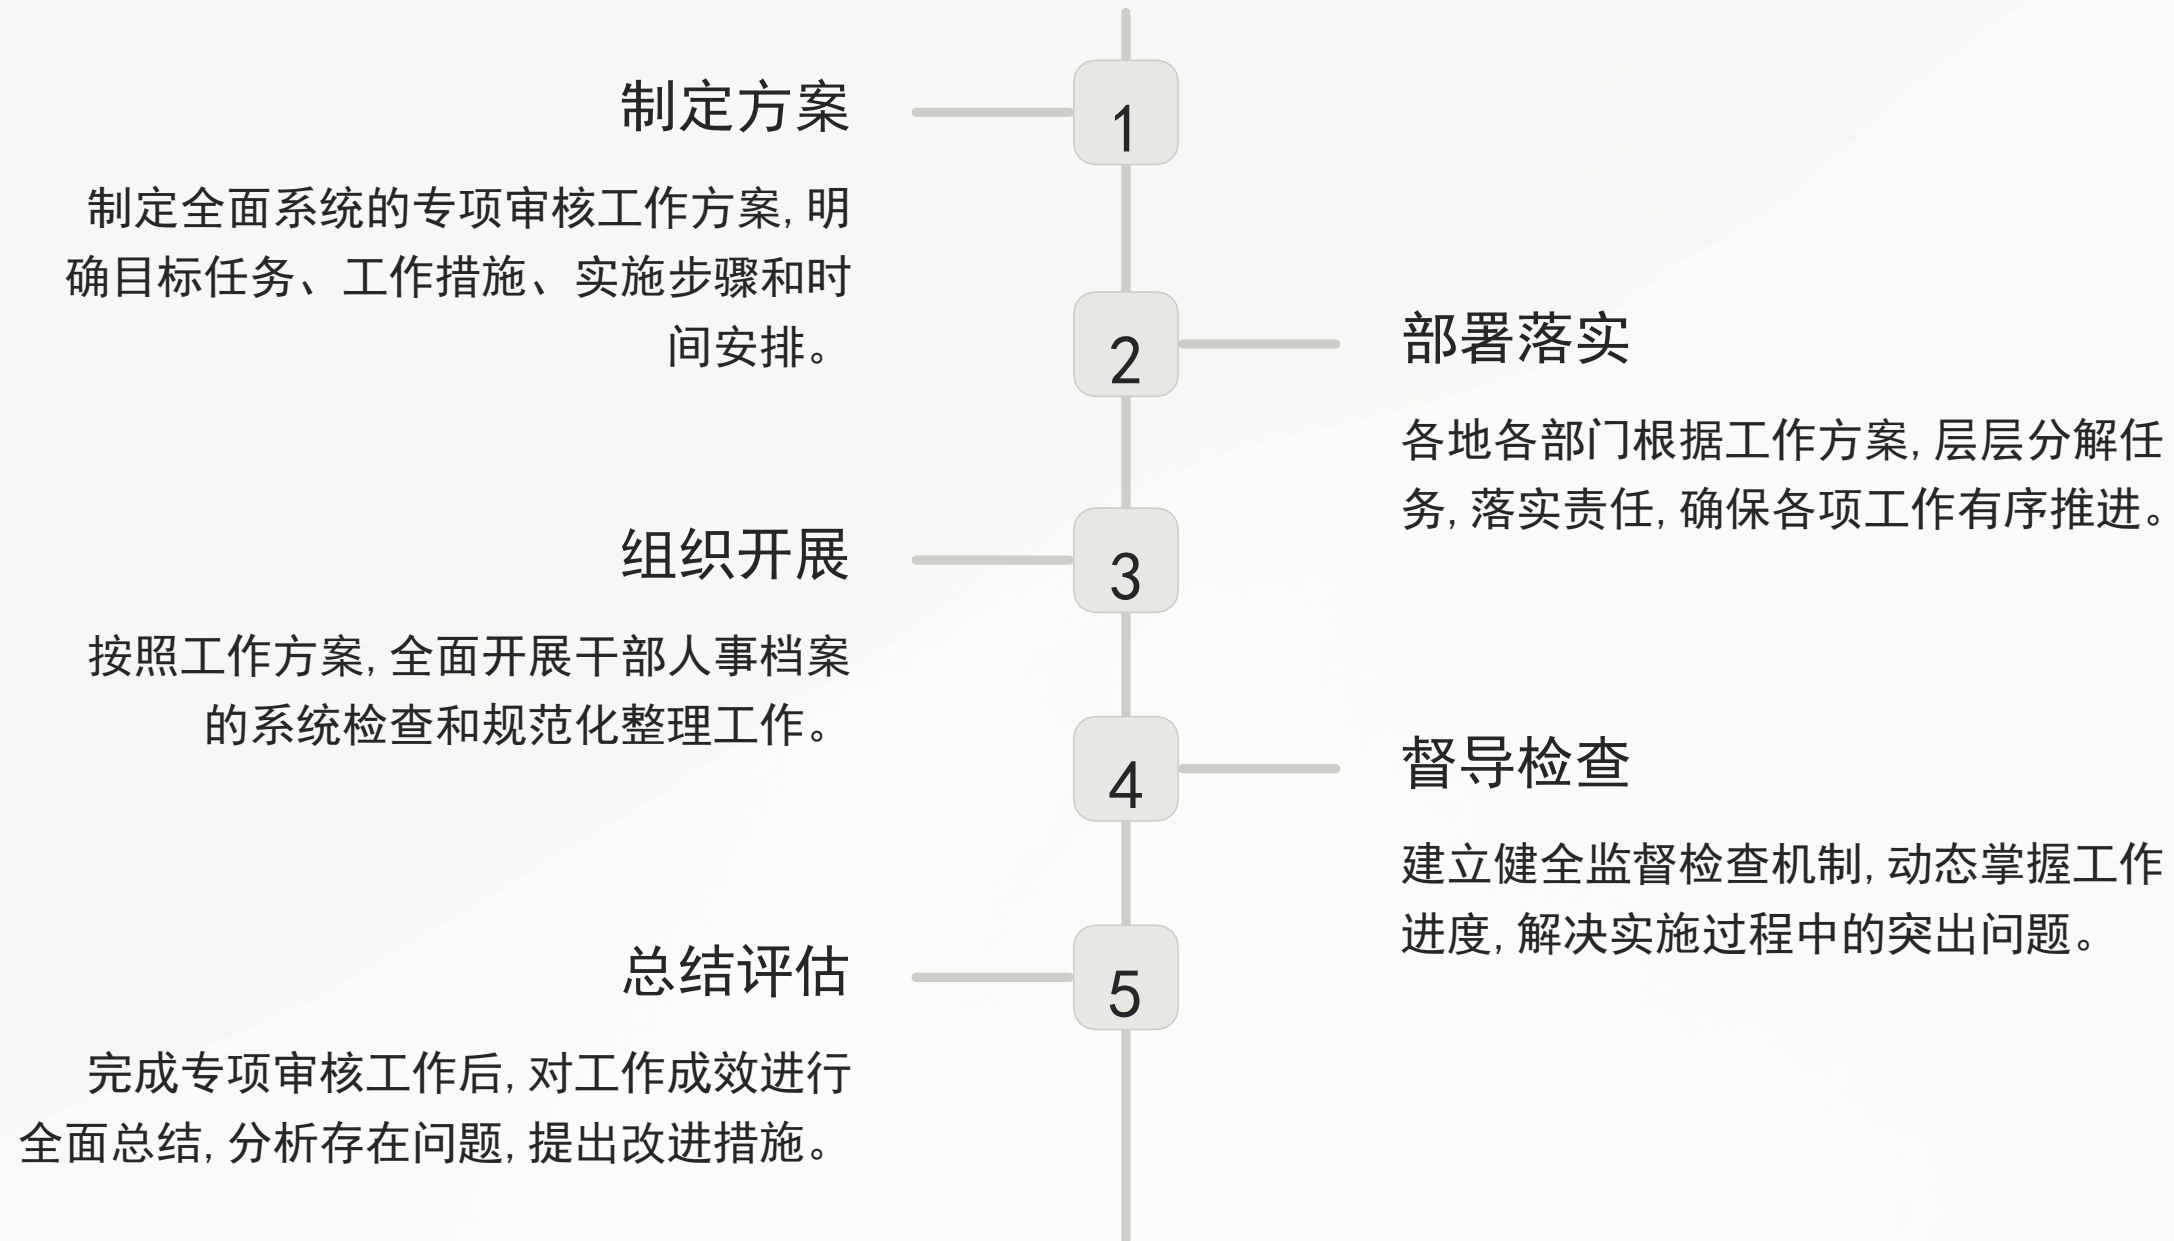 1
制定方案
制定全面系统的专项审核工作方案, 明
确目标任务、工作措施、实施步骤和时
间安排。
2
部署落实
各地各部门根据工作方案, 层层分解任
务, 落实责任, 确保各项工作有序推进。
3
组织开展
按照工作方案, 全面开展干部人事档案
的系统检查和规范化整理工作。
4
督导检查
建立健全监督检查机制, 动态掌握工作
进度, 解决实施过程中的突出问题。
5
总结评估
完成专项审核工作后, 对工作成效进行
全面总结, 分析存在问题, 提出改进措施。